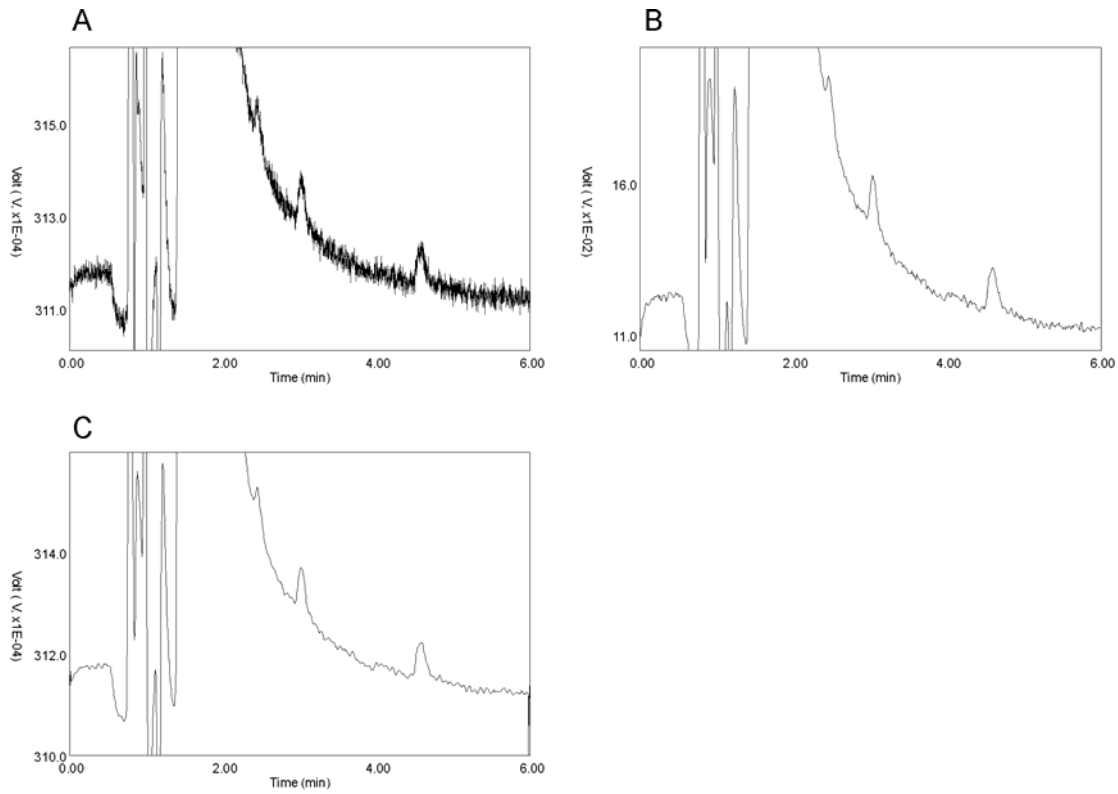 A
315.0
313.0
311.0
Volt ( V, x1E-04)
0.00 2.00 4.00 6.00
Time (min)
B
16.0
11.0
Volt ( V, x1E-02)
0.00 2.00 4.00 6.00
Time (min)
C
314.0
312.0
310.0
Volt ( V, x1E-04)
0.00 2.00 4.00 6.00
Time (min)